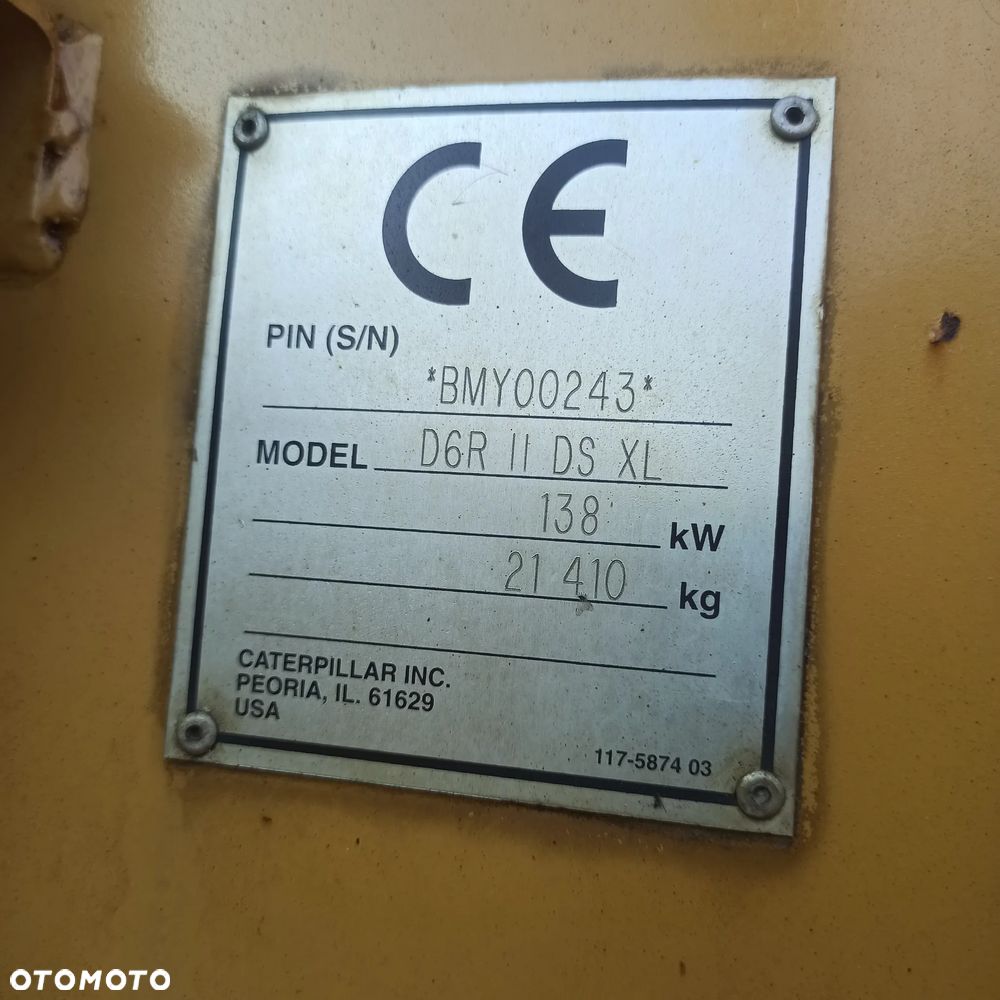 CE
PIN (S/N)
*BMY00243*
MODEL D6R II DS XL
138 kW
21 410 kg
CATERPILLAR INC.
PEORIA, IL. 61629
USA
117-5874 03
OTOMOTO